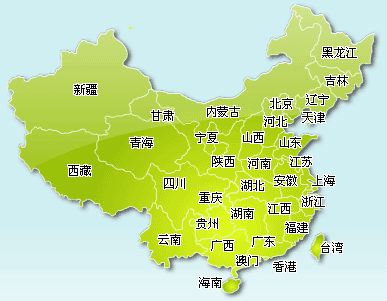 黑龙江
吉林
新疆
辽宁
北京
内蒙古
甘肃
天津
河北
宁夏
山西
山东
青海
陕西
河南
江苏
西藏
四川
安徽
上海
湖北
重庆
浙江
江西
湖南
贵州
福建
云南
广西
广东
台湾
澳门
香港
海南